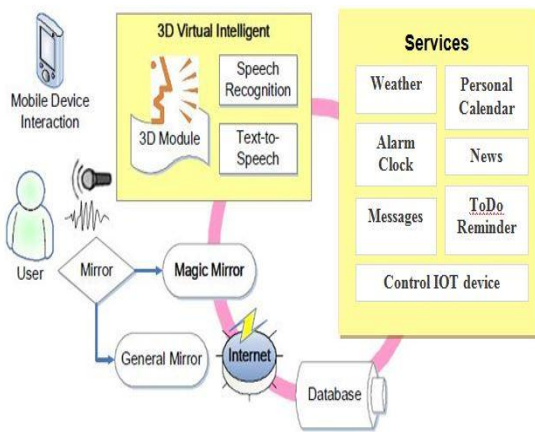 3D Virtual Intelligent
Speech
Recognition
3D Module
Text-to-
Speech
Mobile Device
Interaction
User
Mirror
Magic Mirror
General Mirror
Internet
Database
Services
Weather
Personal
Calendar
Alarm
Clock
News
Messages
ToDo
Reminder
Control IOT device